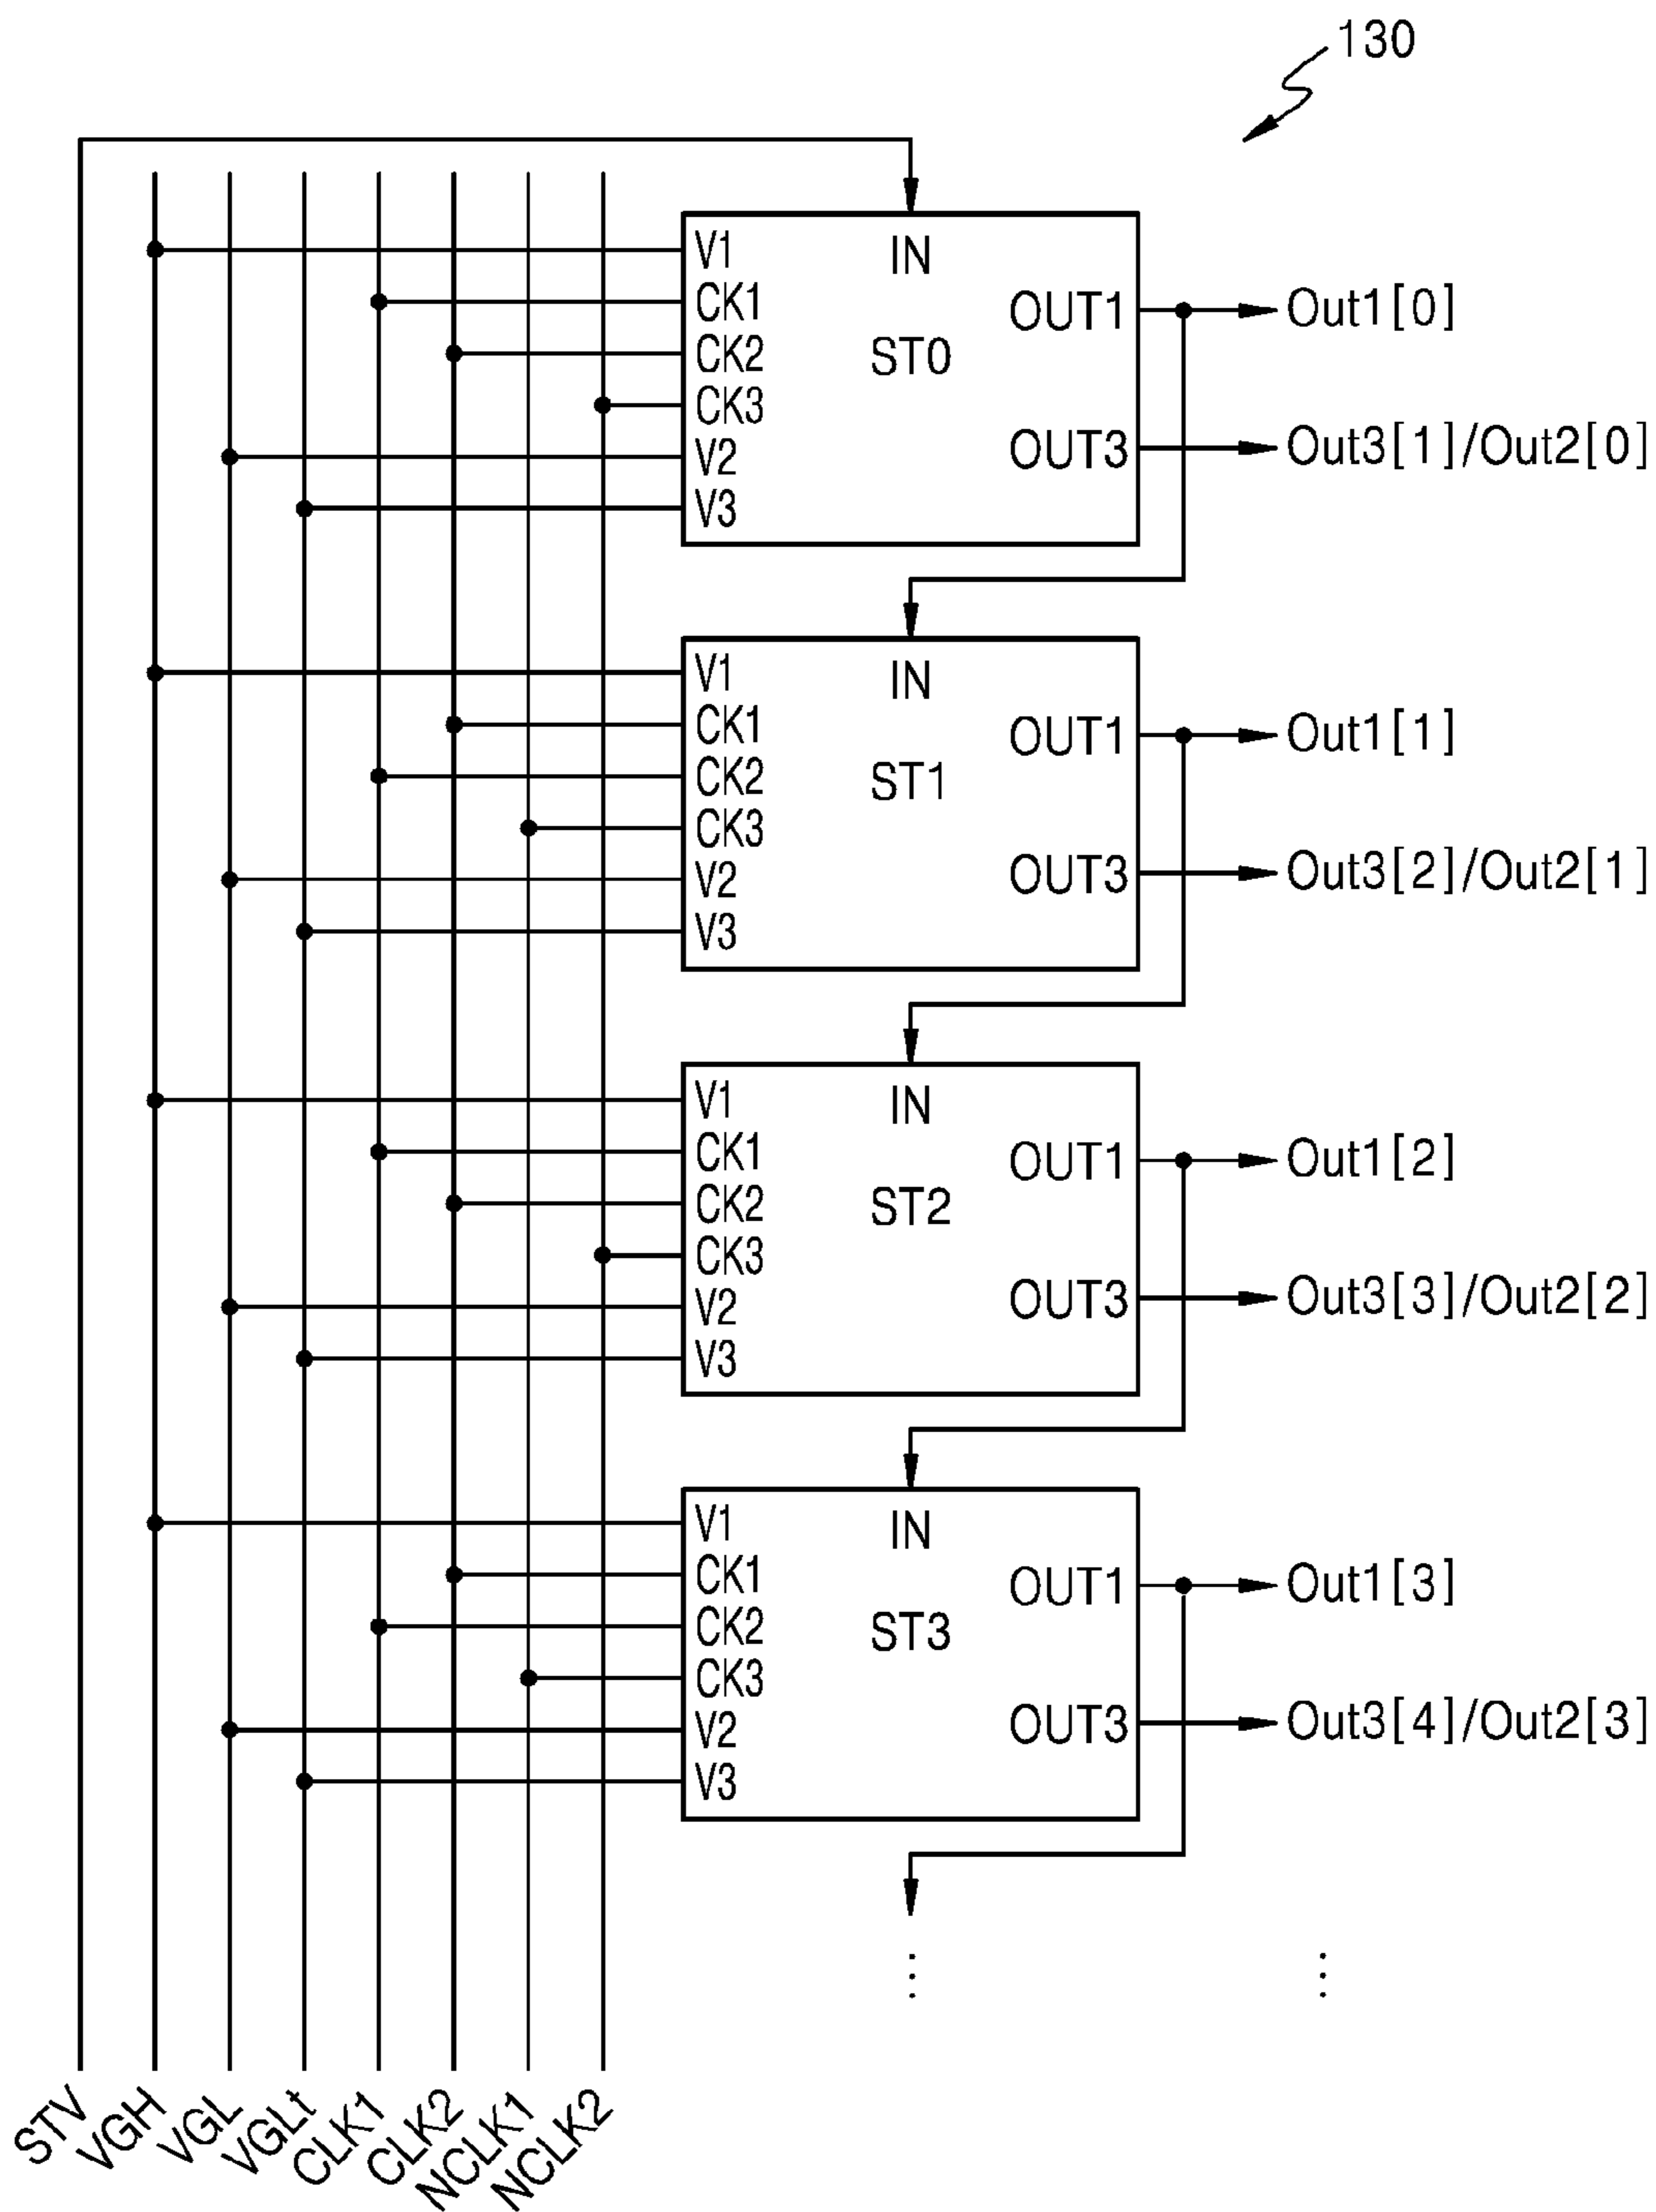 130
V1
IN
CK1
OUT1
Out1[0]
CK2
ST0
CK3
V2
OUT3
Out3[1]/Out2[0]
V3
V1
IN
CK1
OUT1
Out1[1]
CK2
ST1
CK3
V2
OUT3
Out3[2]/Out2[1]
V3
V1
IN
CK1
OUT1
Out1[2]
CK2
ST2
CK3
V2
OUT3
Out3[3]/Out2[2]
V3
V1
IN
CK1
OUT1
Out1[3]
CK2
ST3
CK3
V2
OUT3
Out3[4]/Out2[3]
V3
STV
VGH
VGL
VGLt
CLK1
CLK2
NCLK1
NCLK2